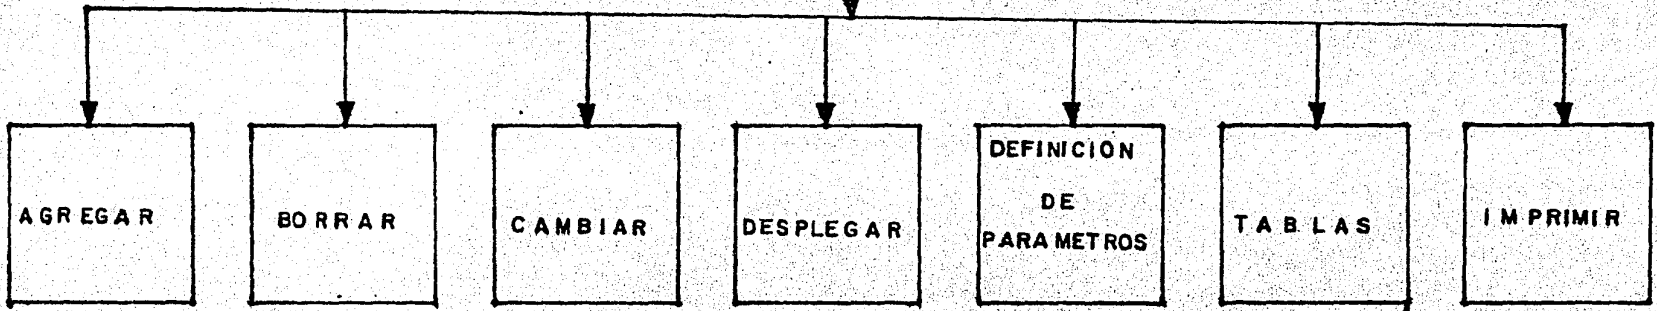 AGREGAR
BORRAR
CAMBIAR
DESPLEGAR
DEFINICION
DE
PARAMETROS
TABLAS
IMPRIMIR